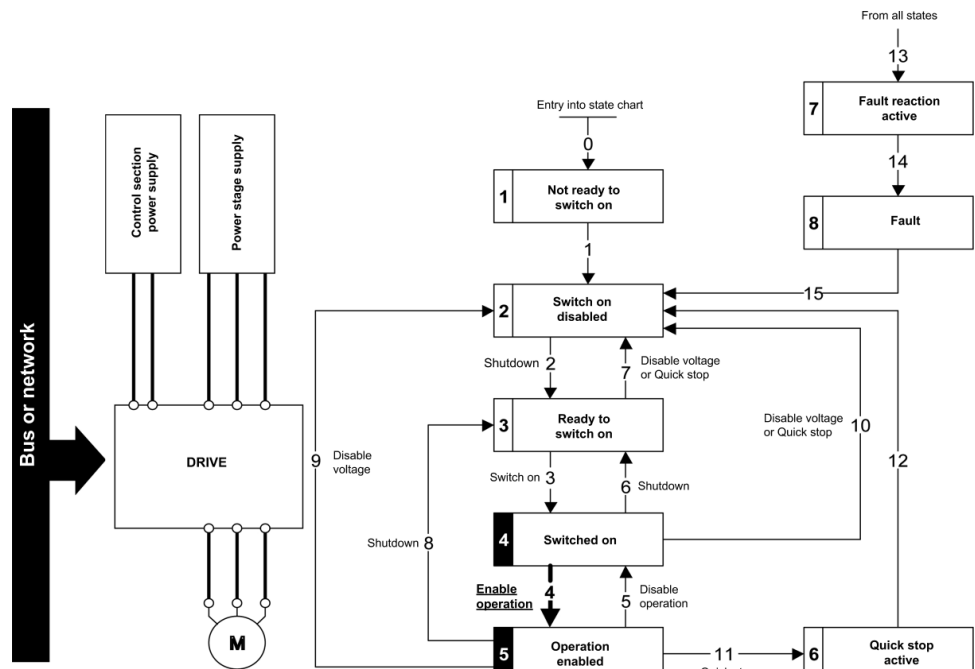 From all states
13
7
Fault reaction
active
14
8
Fault
15
Entry into state chart
0
1
Not ready to
switch on
1
2
Switch on
disabled
Shutdown 2
7 Disable voltage
or Quick stop
3
Ready to
switch on
Switch on 3
6 Shutdown
4
Switched on
Enable
operation
4
5 Disable
operation
5
Operation
enabled
11
6
Quick stop
active
Disable voltage
or Quick stop
10
12
9 Disable
voltage
Shutdown 8
Bus or network
Control section
power supply
Power stage supply
DRIVE
M